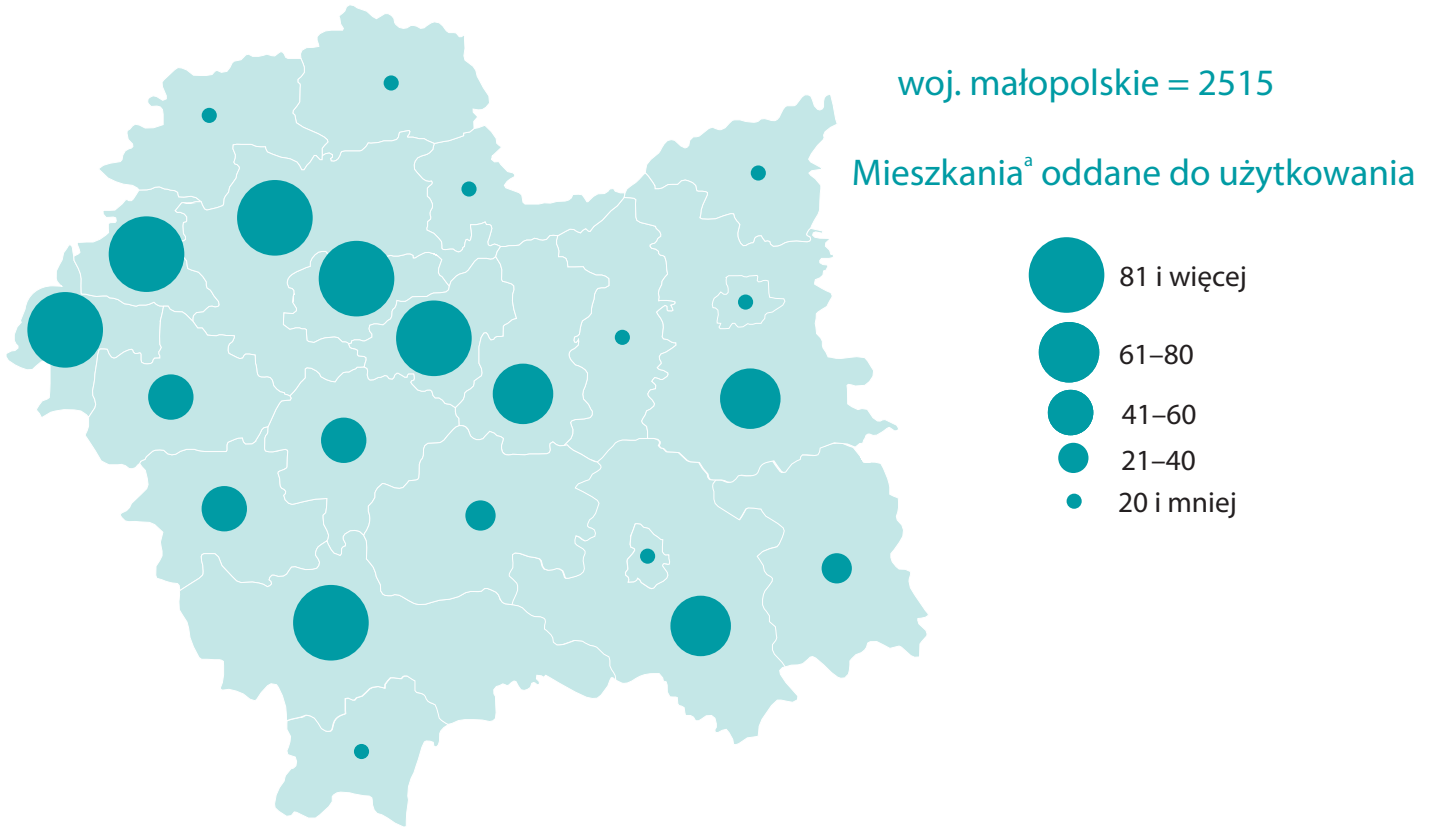 woj. małopolskie = 2515
Mieszkaniaᵃ oddane do użytkowania
81 i więcej
61–80
41–60
21–40
20 i mniej